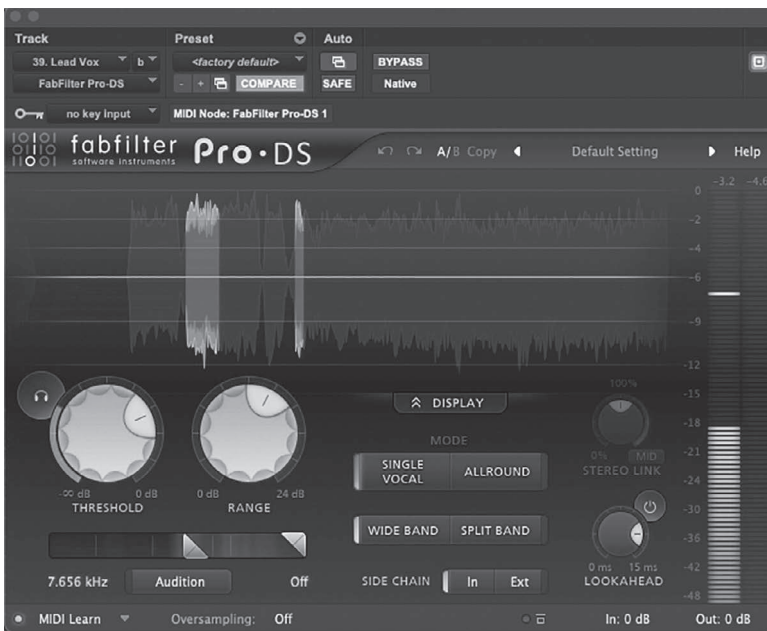 Track Preset Auto
39. Lead Vox b <factory default> BYPASS
FabFilter Pro-DS - + COMPARE SAFE Native
no key Input MIDI Node: FabFilter Pro-DS 1
fabfilter Pro·DS A/B Copy Default Setting Help
software instruments
-3.2 -4.6
0
-2
-4
-6
-9
-12
100%
-15
DISPLAY
-18
MODE
0% MID
-21
SINGLE VOCAL ALLROUND STEREO LINK
-24
-∞ dB 0 dB 0 dB 24 dB
THRESHOLD RANGE
-30
WIDE BAND SPLIT BAND
-36
0 ms 15 ms
-42
7.656 kHz Audition Off SIDE CHAIN In Ext LOOKAHEAD
-48
MIDI Learn Oversampling: Off In: 0 dB Out: 0 dB